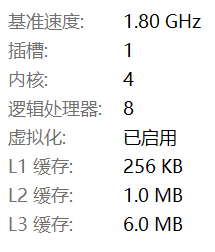 基准速度: 1.80 GHz
插槽: 1
内核: 4
逻辑处理器: 8
虚拟化: 已启用
L1 缓存: 256 KB
L2 缓存: 1.0 MB
L3 缓存: 6.0 MB